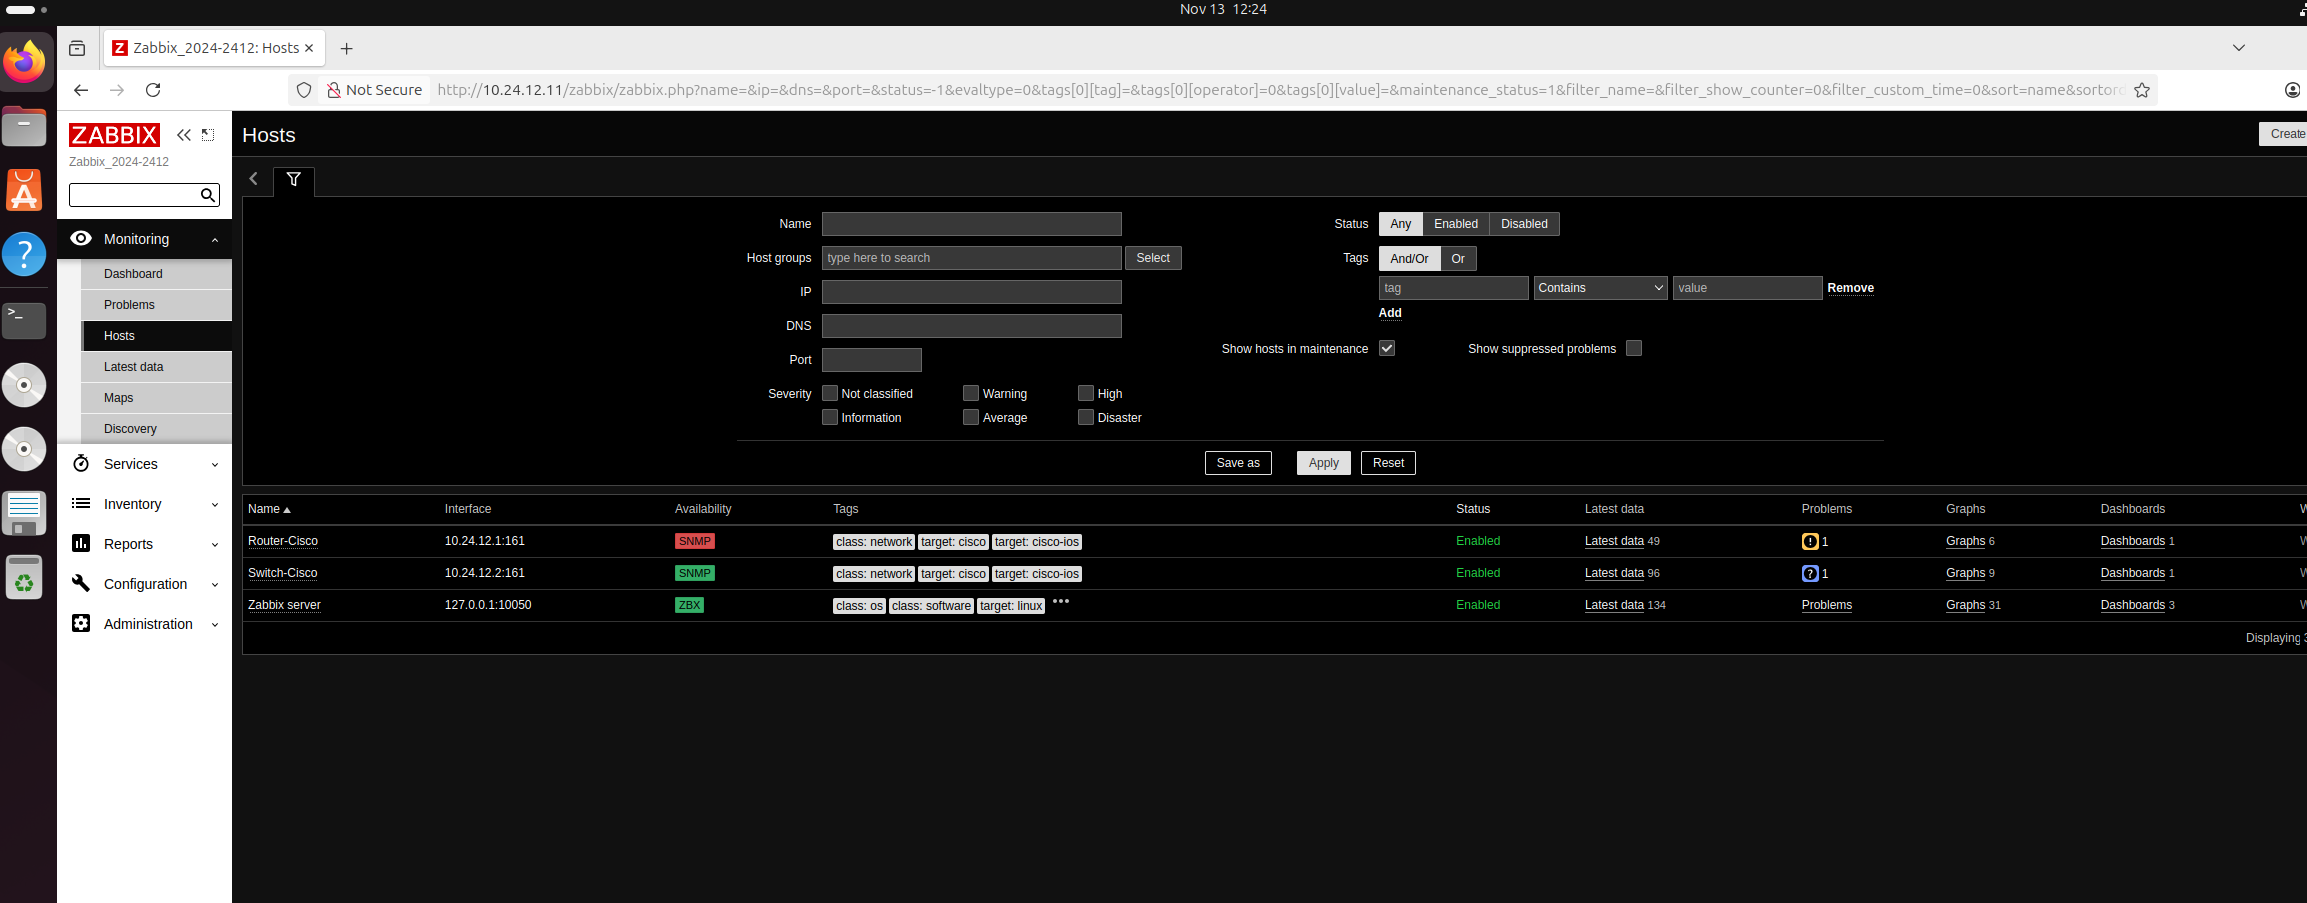 Nov 13 12:24
Zabbix_2024-2412: Hosts
Not Secure http://10.24.12.11/zabbix/zabbix.php?name=&ip=&dns=&port=&status=-1&evaltype=0&tags[0][tag]=&tags[0][operator]=0&tags[0][value]=&maintenance_status=1&filter_name=&filter_show_counter=0&filter_custom_time=0&sort=name&sortord
ZABBIX
Zabbix_2024-2412
Monitoring
Dashboard
Problems
Hosts
Latest data
Maps
Discovery
Services
Inventory
Reports
Configuration
Administration
Hosts
Create
Name
Host groups type here to search Select
IP
DNS
Port
Severity Not classified Warning High
Information Average Disaster
Status Any Enabled Disabled
Tags And/Or Or
tag Contains value Remove
Add
Show hosts in maintenance Show suppressed problems
Save as Apply Reset
Name Interface Availability Tags Status Latest data Problems Graphs Dashboards W
Router-Cisco 10.24.12.1:161 SNMP class: network target: cisco target: cisco-ios Enabled Latest data 49 1 Graphs 6 Dashboards 1 W
Switch-Cisco 10.24.12.2:161 SNMP class: network target: cisco target: cisco-ios Enabled Latest data 96 1 Graphs 9 Dashboards 1 W
Zabbix server 127.0.0.1:10050 ZBX class: os class: software target: linux ••• Enabled Latest data 134 Problems Graphs 31 Dashboards 3 W
Displaying 3